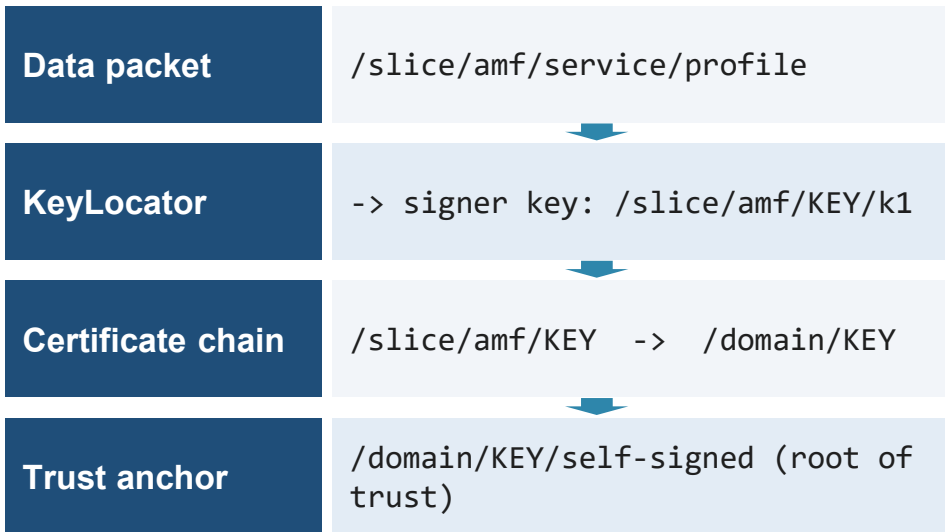 Data packet
/slice/amf/service/profile
KeyLocator
-> signer key: /slice/amf/KEY/k1
Certificate chain
/slice/amf/KEY  ->  /domain/KEY
Trust anchor
/domain/KEY/self-signed (root of
trust)